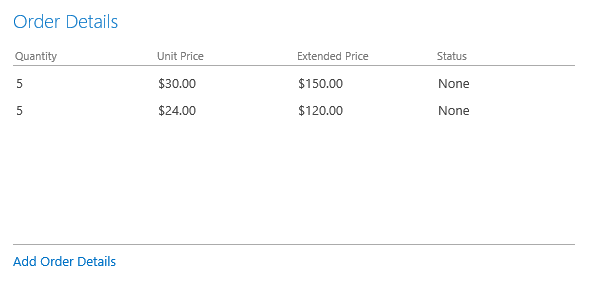 Order Details
Quantity Unit Price Extended Price Status
5 $30.00 $150.00 None
5 $24.00 $120.00 None
Add Order Details